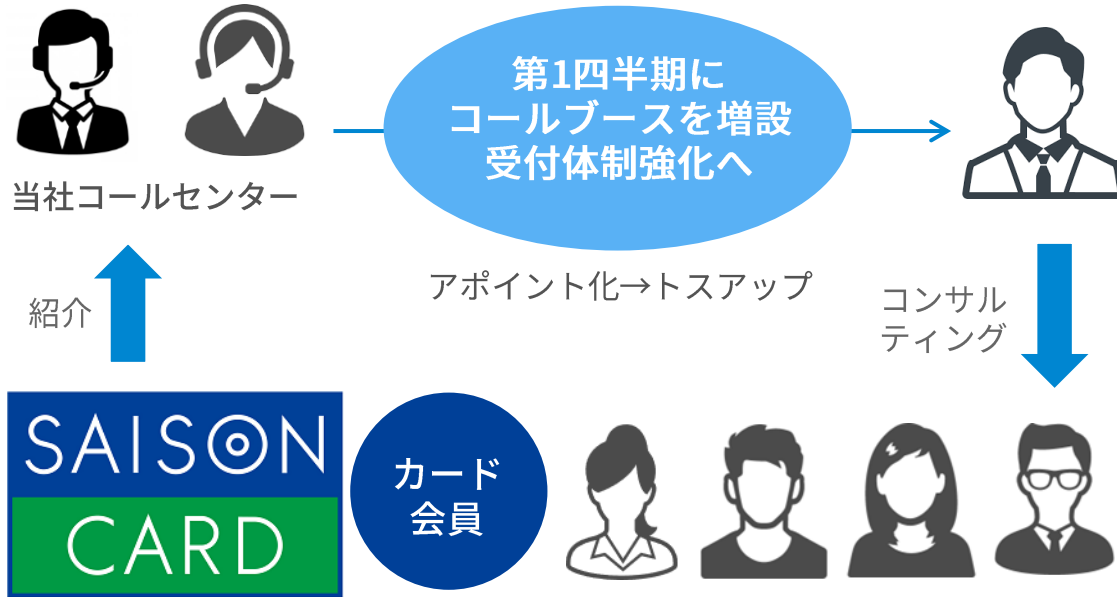 第1四半期に
コールブースを増設
受付体制強化へ
当社コールセンター
アポイント化→トスアップ
紹介
コンサル
ティング
SAISON
CARD
カード
会員